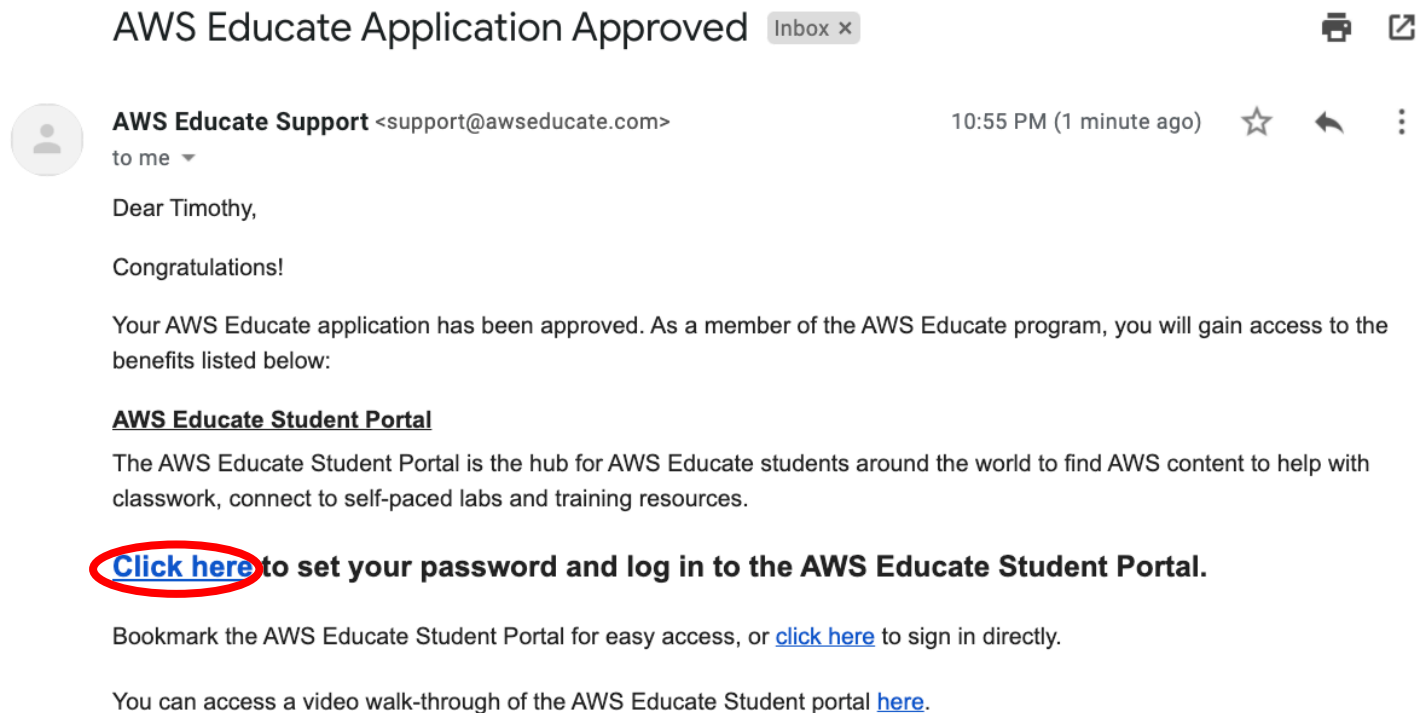 AWS Educate Application Approved Inbox ×
AWS Educate Support <support@awseducate.com> 10:55 PM (1 minute ago)
to me
Dear Timothy,
Congratulations!
Your AWS Educate application has been approved. As a member of the AWS Educate program, you will gain access to the
benefits listed below:
AWS Educate Student Portal
The AWS Educate Student Portal is the hub for AWS Educate students around the world to find AWS content to help with
classwork, connect to self-paced labs and training resources.
Click here to set your password and log in to the AWS Educate Student Portal.
Bookmark the AWS Educate Student Portal for easy access, or click here to sign in directly.
You can access a video walk-through of the AWS Educate Student portal here.